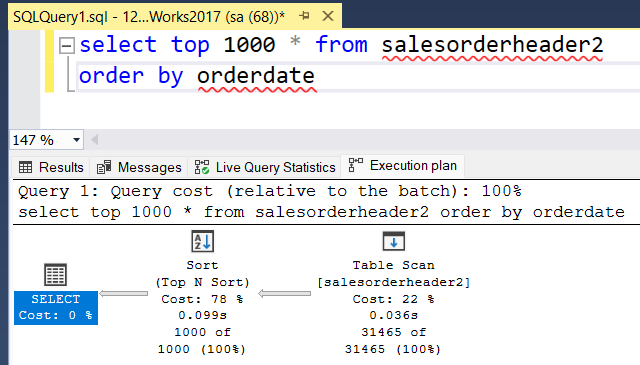 SQLQuery1.sql - 12...Works2017 (sa (68))*
select top 1000 * from salesorderheader2
order by orderdate
147 %
Results Messages Live Query Statistics Execution plan
Query 1: Query cost (relative to the batch): 100%
select top 1000 * from salesorderheader2 order by orderdate
SELECT
Cost: 0 %
Sort
(Top N Sort)
Cost: 78 %
0.099s
1000 of
1000 (100%)
Table Scan
[salesorderheader2]
Cost: 22 %
0.036s
31465 of
31465 (100%)